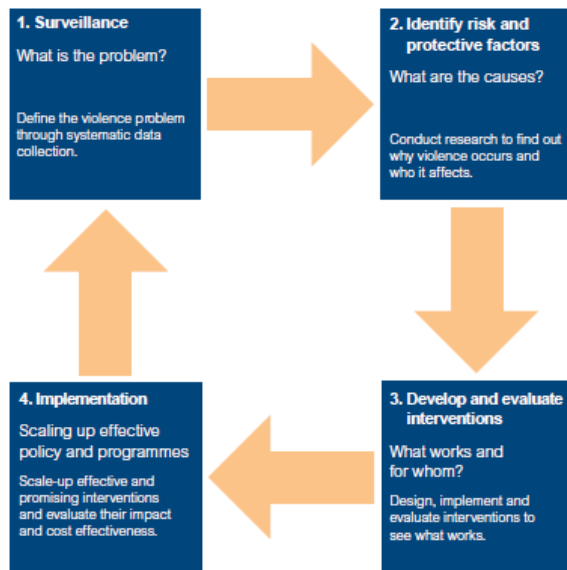 1. Surveillance
What is the problem?
Define the violence problem
through systematic data
collection.
2. Identify risk and
protective factors
What are the causes?
Conduct research to find out
why violence occurs and
who it affects.
3. Develop and evaluate
interventions
What works and
for whom?
Design, implement and
evaluate interventions to
see what works.
4. Implementation
Scaling up effective
policy and programmes
Scale-up effective and
promising interventions
and evaluate their impact
and cost effectiveness.